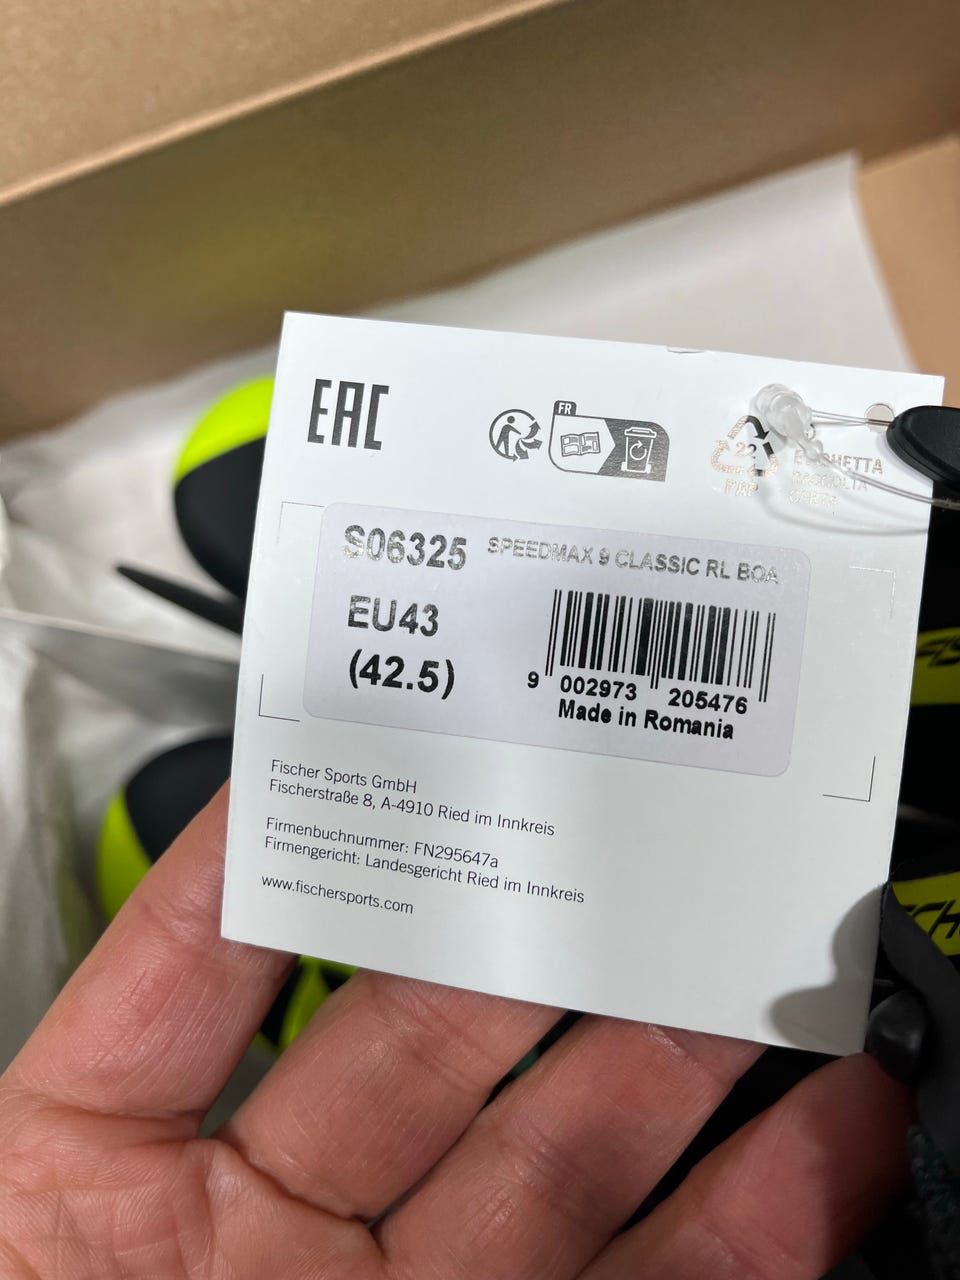 EAC
FR
22
PAP
ETICHETTA
RACCOLTA
CARTA
S06325
SPEEDMAX 9 CLASSIC RL BOA
EU43
(42.5)
9 002973 205476
Made in Romania
Fischer Sports GmbH
Fischerstraße 8, A-4910 Ried im Innkreis
Firmenbuchnummer: FN295647a
Firmengericht: Landesgericht Ried im Innkreis
www.fischersports.com